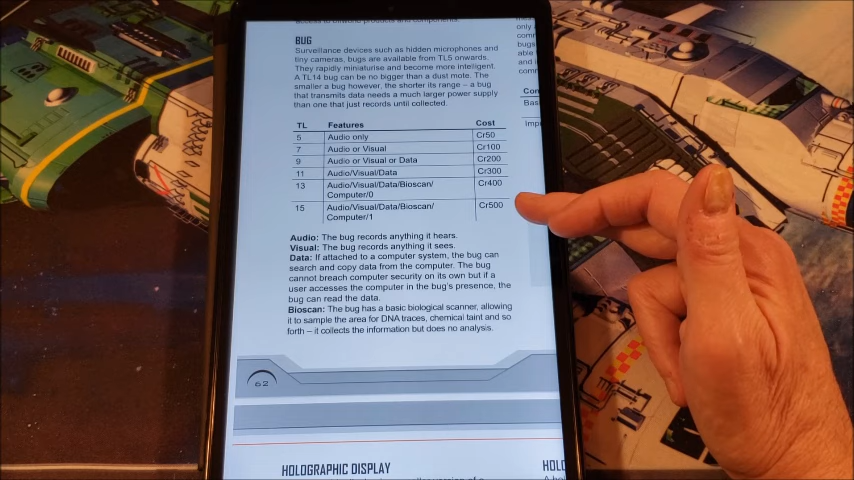 BUG
Surveillance devices such as hidden microphones and
tiny cameras, bugs are available from TL5 onwards.
They rapidly miniaturise and become more intelligent.
A TL14 bug can be no bigger than a dust mote. The
smaller a bug however, the shorter its range – a bug
that transmits data needs a much larger power supply
than one that just records until collected.
TL Features Cost
5 Audio only Cr50
7 Audio or Visual Cr100
9 Audio or Visual or Data Cr200
11 Audio/Visual/Data Cr300
13 Audio/Visual/Data/Bioscan/ Cr400
Computer/0
15 Audio/Visual/Data/Bioscan/ Cr500
Computer/1
Audio: The bug records anything it hears.
Visual: The bug records anything it sees.
Data: If attached to a computer system, the bug can
search and copy data from the computer. The bug
cannot breach computer security on its own but if a
user accesses the computer in the bug's presence, the
bug can read the data.
Bioscan: The bug has a basic biological scanner, allowing
it to sample the area for DNA traces, chemical taint and so
forth – it collects the information but does no analysis.
62
HOLOGRAPHIC DISPLAY
only
bugs
able
and i